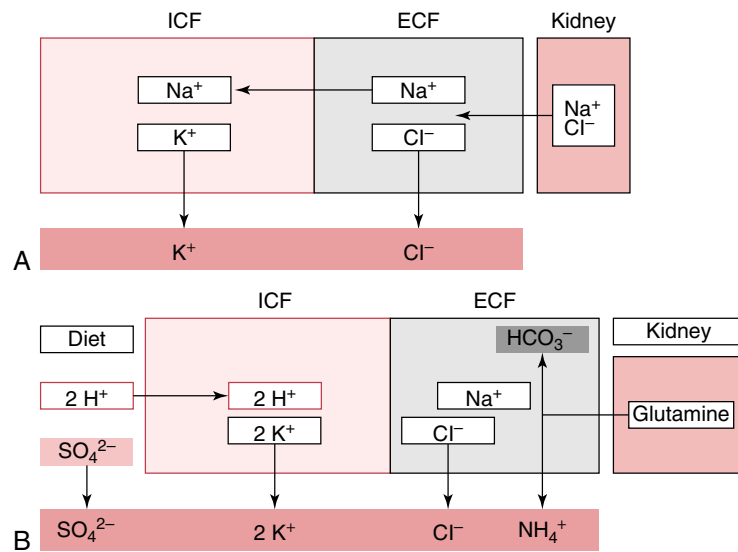 ICF ECF Kidney
Na⁺ Na⁺ Na⁺
Cl⁻
K⁺ Cl⁻
A K⁺ Cl⁻
ICF ECF
Diet HCO₃⁻ Kidney
2 H⁺ 2 H⁺ Na⁺ Glutamine
2 K⁺ Cl⁻
SO₄²⁻
B SO₄²⁻ 2 K⁺ Cl⁻ NH₄⁺